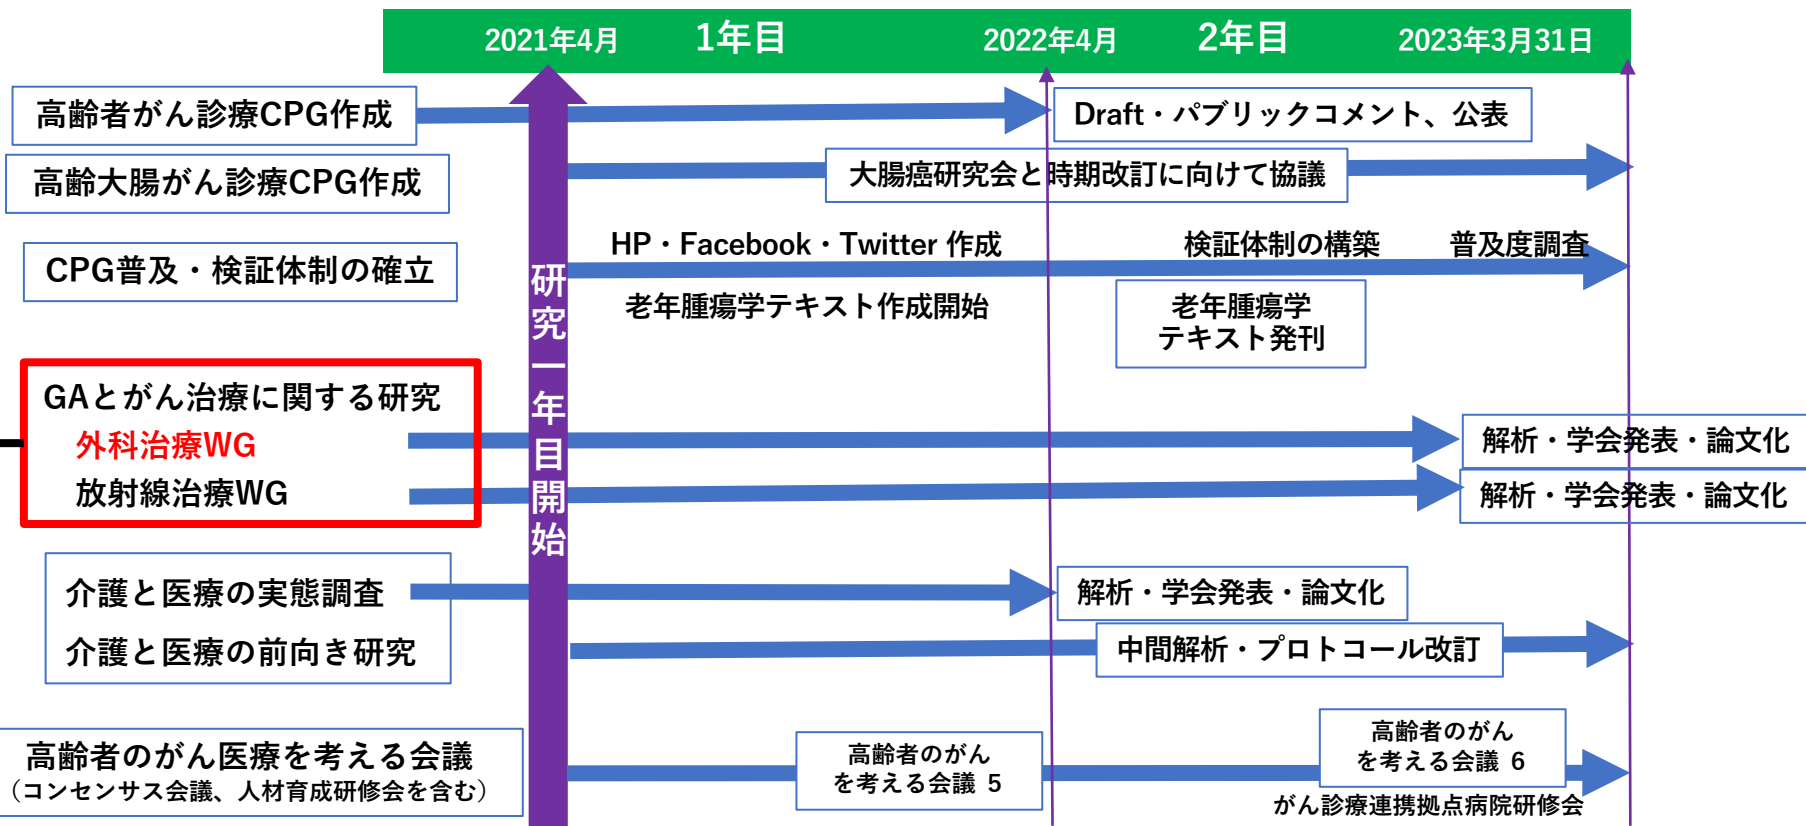 2021年4月 1年目 2022年4月 2年目 2023年3月31日
高齢者がん診療CPG作成
Draft・パブリックコメント、公表
高齢大腸がん診療CPG作成
大腸癌研究会と時期改訂に向けて協議
CPG普及・検証体制の確立
HP・Facebook・Twitter 作成
検証体制の構築
普及度調査
老年腫瘍学テキスト作成開始
老年腫瘍学
テキスト発刊
研究一年目開始
GAとがん治療に関する研究
外科治療WG
解析・学会発表・論文化
放射線治療WG
解析・学会発表・論文化
介護と医療の実態調査
解析・学会発表・論文化
介護と医療の前向き研究
中間解析・プロトコール改訂
高齢者のがん医療を考える会議
（コンセンサス会議、人材育成研修会を含む）
高齢者のがん
を考える会議 5
高齢者のがん
を考える会議 6
がん診療連携拠点病院研修会